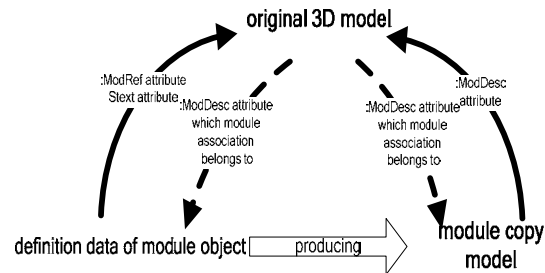 original 3D model
:ModRef attribute
Stext attribute
:ModDesc attribute
which module
association
belongs to
:ModDesc attribute
which module
association
belongs to
:ModDesc
attribute
definition data of module object
producing
module copy
model